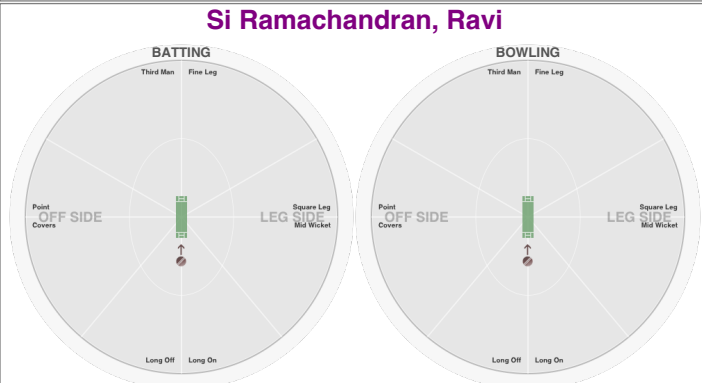 Si Ramachandran, Ravi
BATTING
Third Man Fine Leg
Point
OFF SIDE
Covers
Square Leg
LEG SIDE
Mid Wicket
Long Off Long On
BOWLING
Third Man Fine Leg
Point
OFF SIDE
Covers
Square Leg
LEG SIDE
Mid Wicket
Long Off Long On